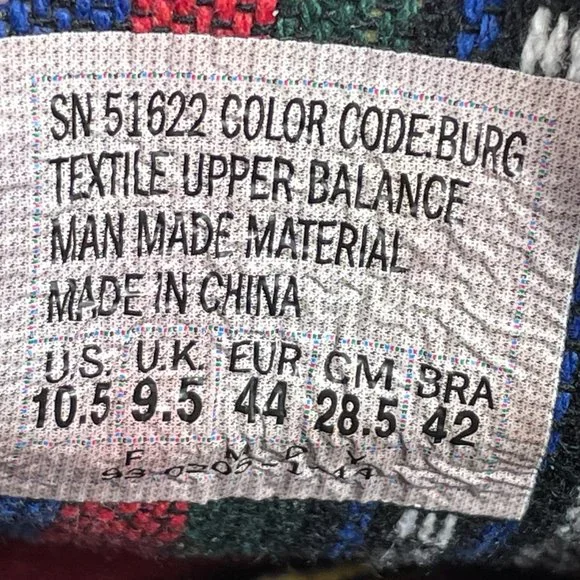 SN 51622 COLOR CODE:BURG
TEXTILE UPPER BALANCE
MAN MADE MATERIAL
MADE IN CHINA
U.S. U.K. EUR CM BRA
10.5 9.5 44 28.5 42
F M